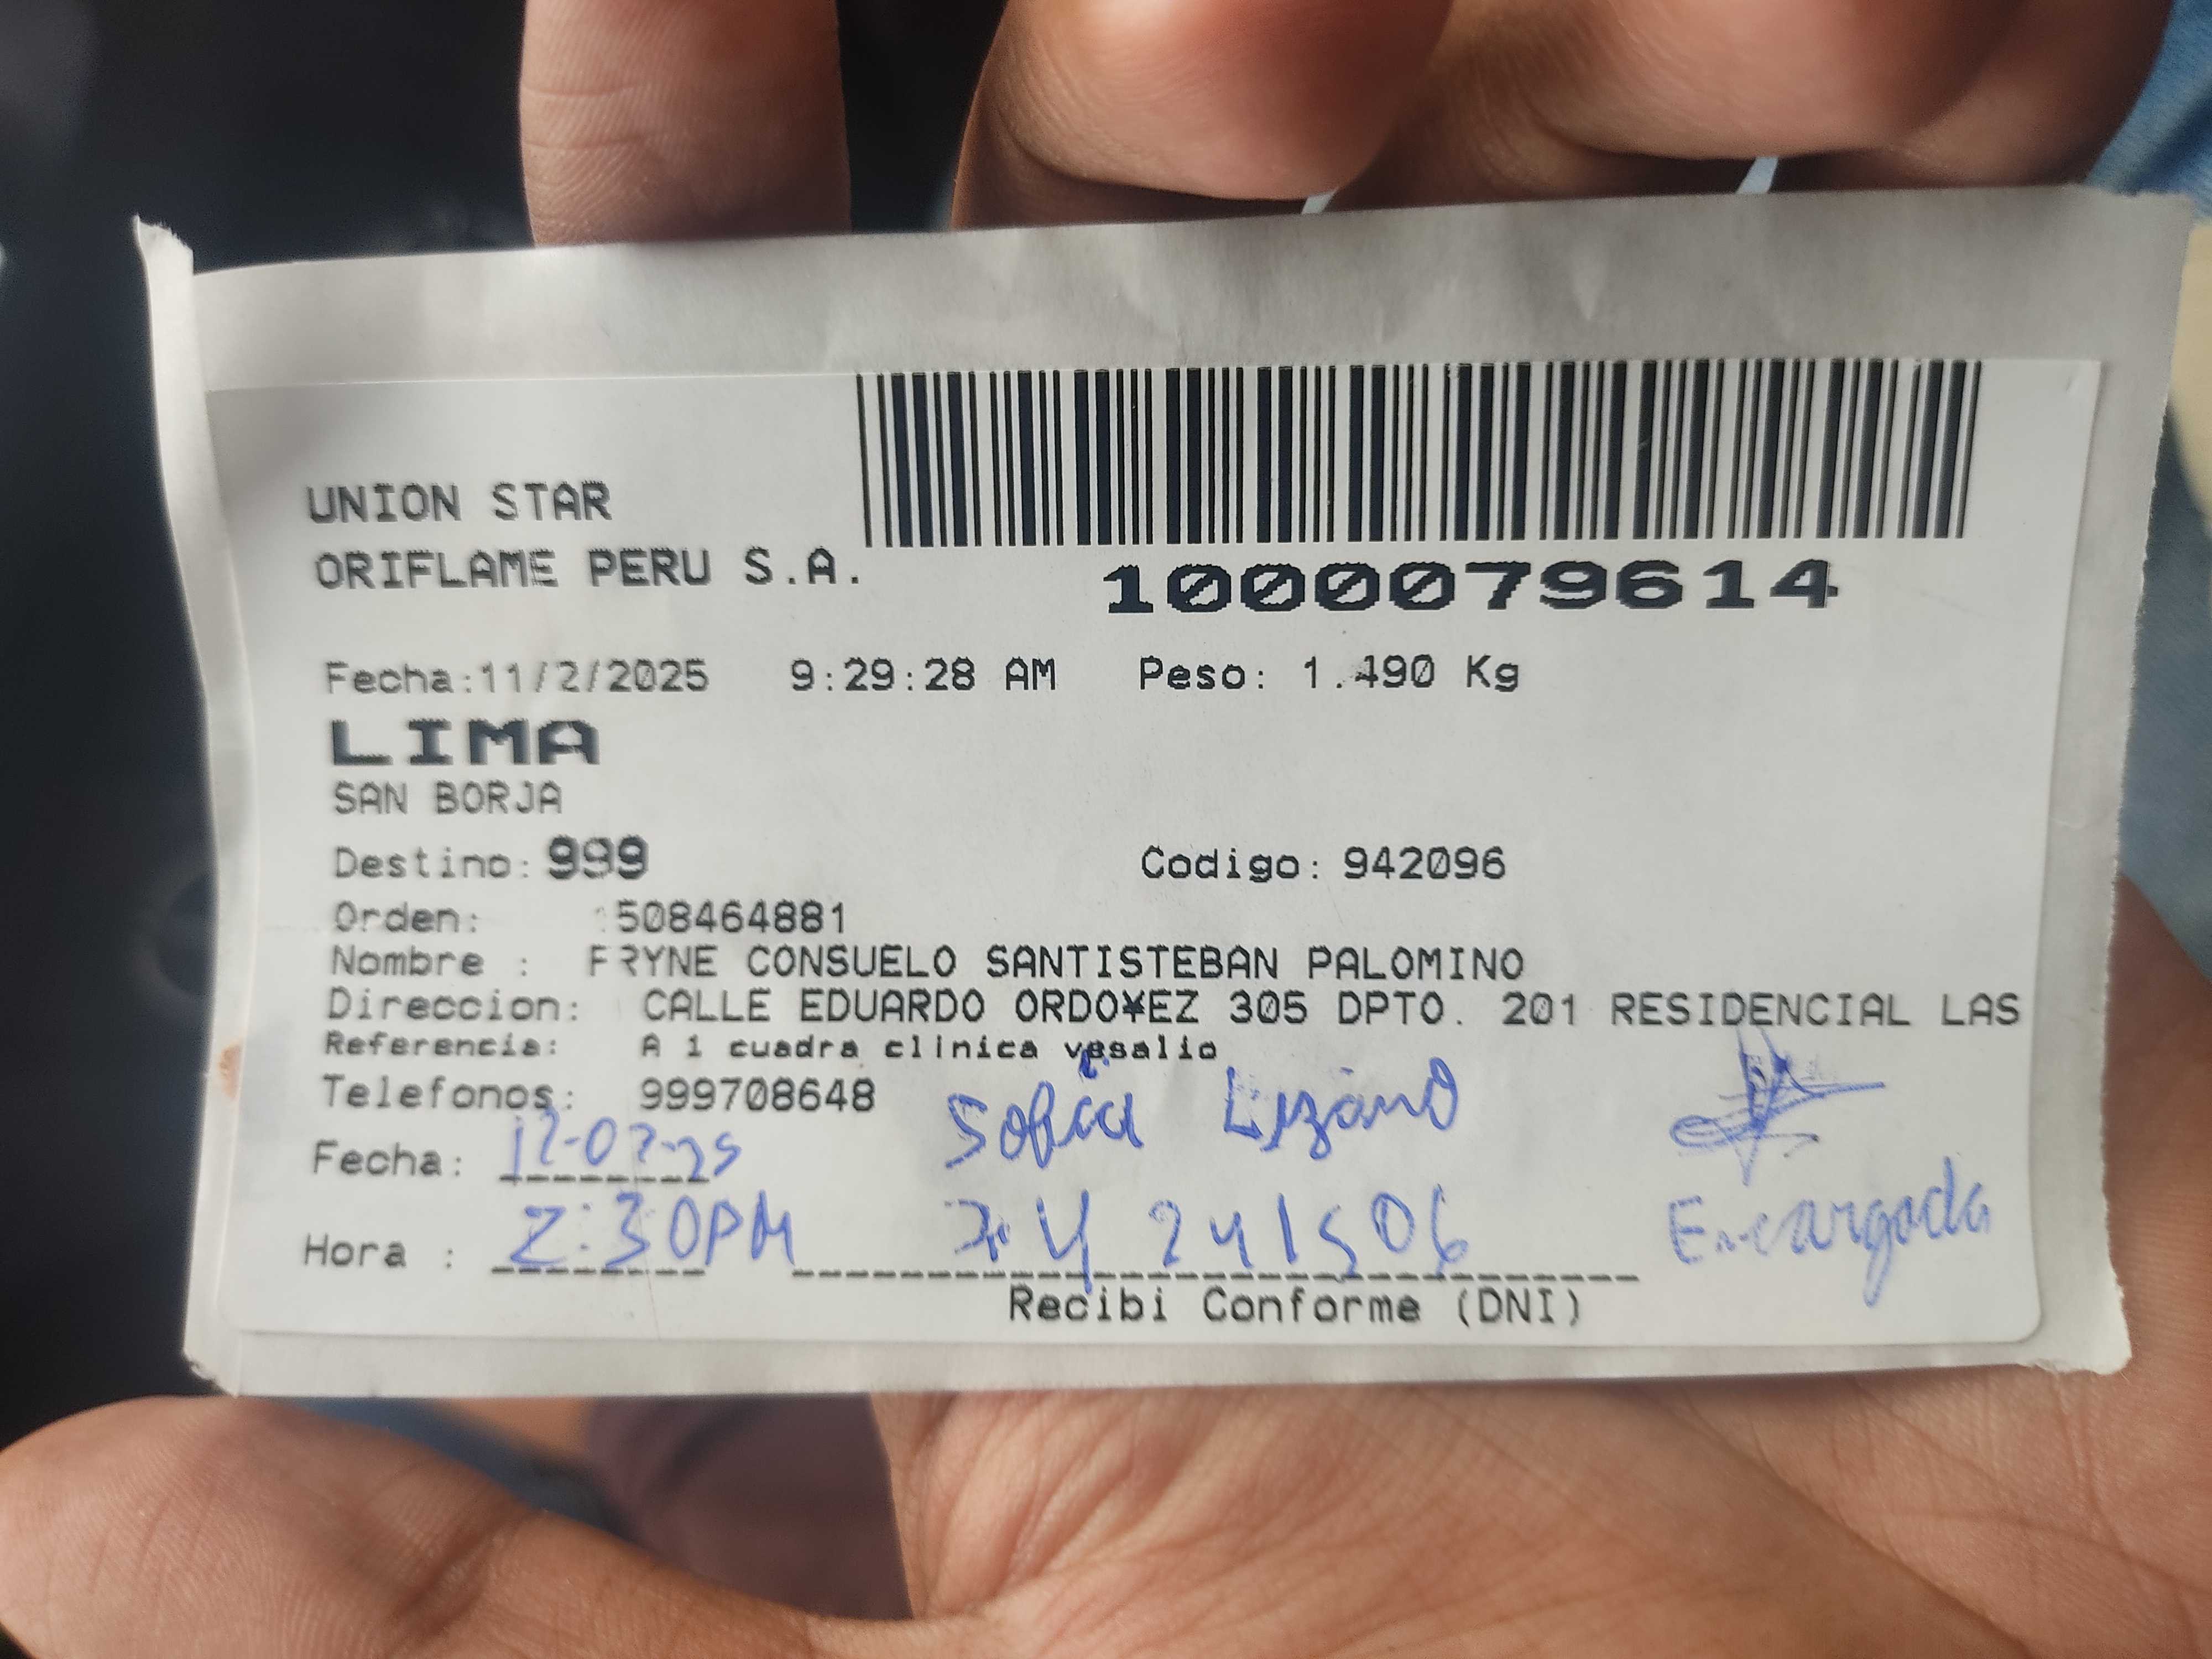 UNION STAR
ORIFLAME PERU S.A.
1000079614
Fecha:11/2/2025 9:29:28 AM Peso: 1.490 Kg
LIMA
SAN BORJA
Destino: 999 Codigo: 942096
Orden: 508464881
Nombre : CONSUELO SANTISTEBAN PALOMINO
Direccion: CALLE EDUARDO ORDO¥EZ 305 DPTO. 201 RESIDENCIAL LAS
Referencia: A 1 cuadra clinica vesalio
Telefonos: 999708648
Sofia Lizano
Fecha: 12-02-25
Hora : 2:30PM
Encargada
Recibi Conforme (DNI)